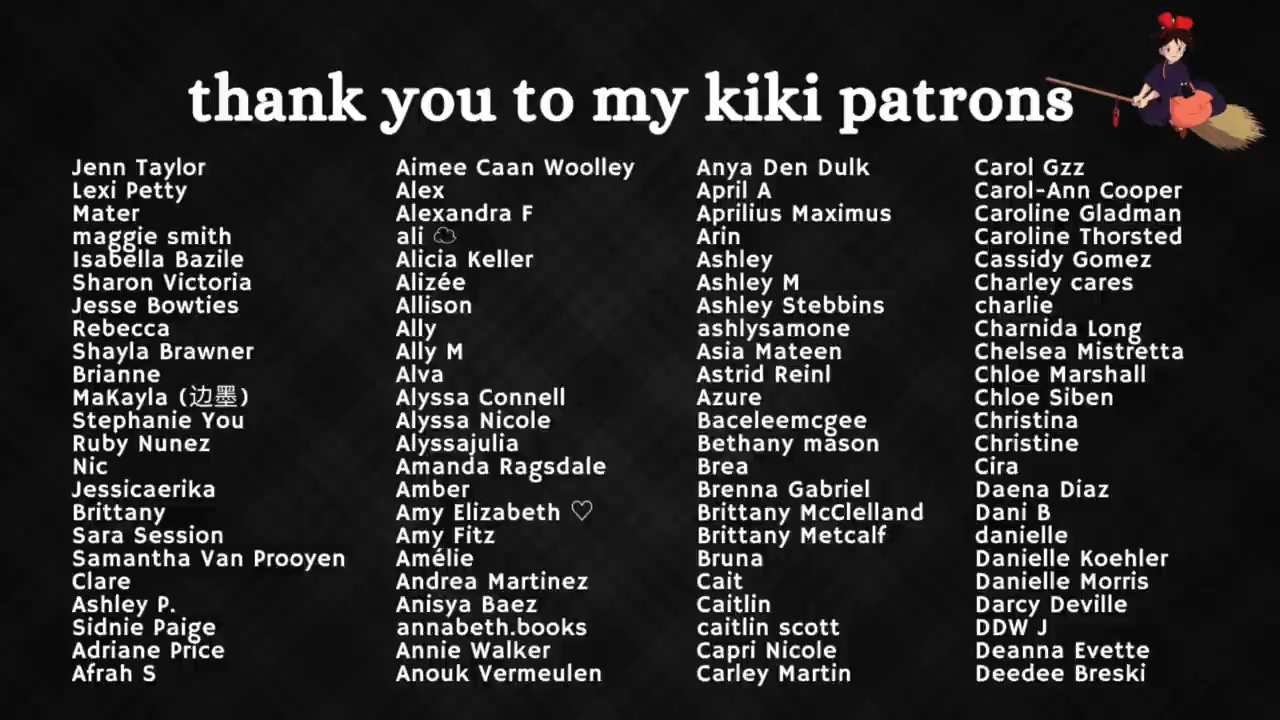 thank you to my kiki patrons
Jenn Taylor
Lexi Petty
Mater
maggie smith
Isabella Bazile
Sharon Victoria
Jesse Bowties
Rebecca
Shayla Brawner
Brianne
MaKayla (边墨)
Stephanie You
Ruby Nunez
Nic
Jessicaerika
Brittany
Sara Session
Samantha Van Prooyen
Clare
Ashley P.
Sidnie Paige
Adriane Price
Afrah S
Aimee Caan Woolley
Alex
Alexandra F
ali ☁
Alicia Keller
Alizée
Allison
Ally
Ally M
Alva
Alyssa Connell
Alyssa Nicole
Alyssajulia
Amanda Ragsdale
Amber
Amy Elizabeth ♡
Amy Fitz
Amélie
Andrea Martinez
Anisya Baez
annabeth.books
Annie Walker
Anouk Vermeulen
Anya Den Dulk
April A
Aprilius Maximus
Arin
Ashley
Ashley M
Ashley Stebbins
ashlysamone
Asia Mateen
Astrid Reinl
Azure
Baceleemcgee
Bethany mason
Brea
Brenna Gabriel
Brittany McClelland
Brittany Metcalf
Bruna
Cait
Caitlin
caitlin scott
Capri Nicole
Carley Martin
Carol Gzz
Carol-Ann Cooper
Caroline Gladman
Caroline Thorsted
Cassidy Gomez
Charley cares
charlie
Charnida Long
Chelsea Mistretta
Chloe Marshall
Chloe Siben
Christina
Christine
Cira
Daena Diaz
Dani B
danielle
Danielle Koehler
Danielle Morris
Darcy Deville
DDW J
Deanna Evette
Deedee Breski